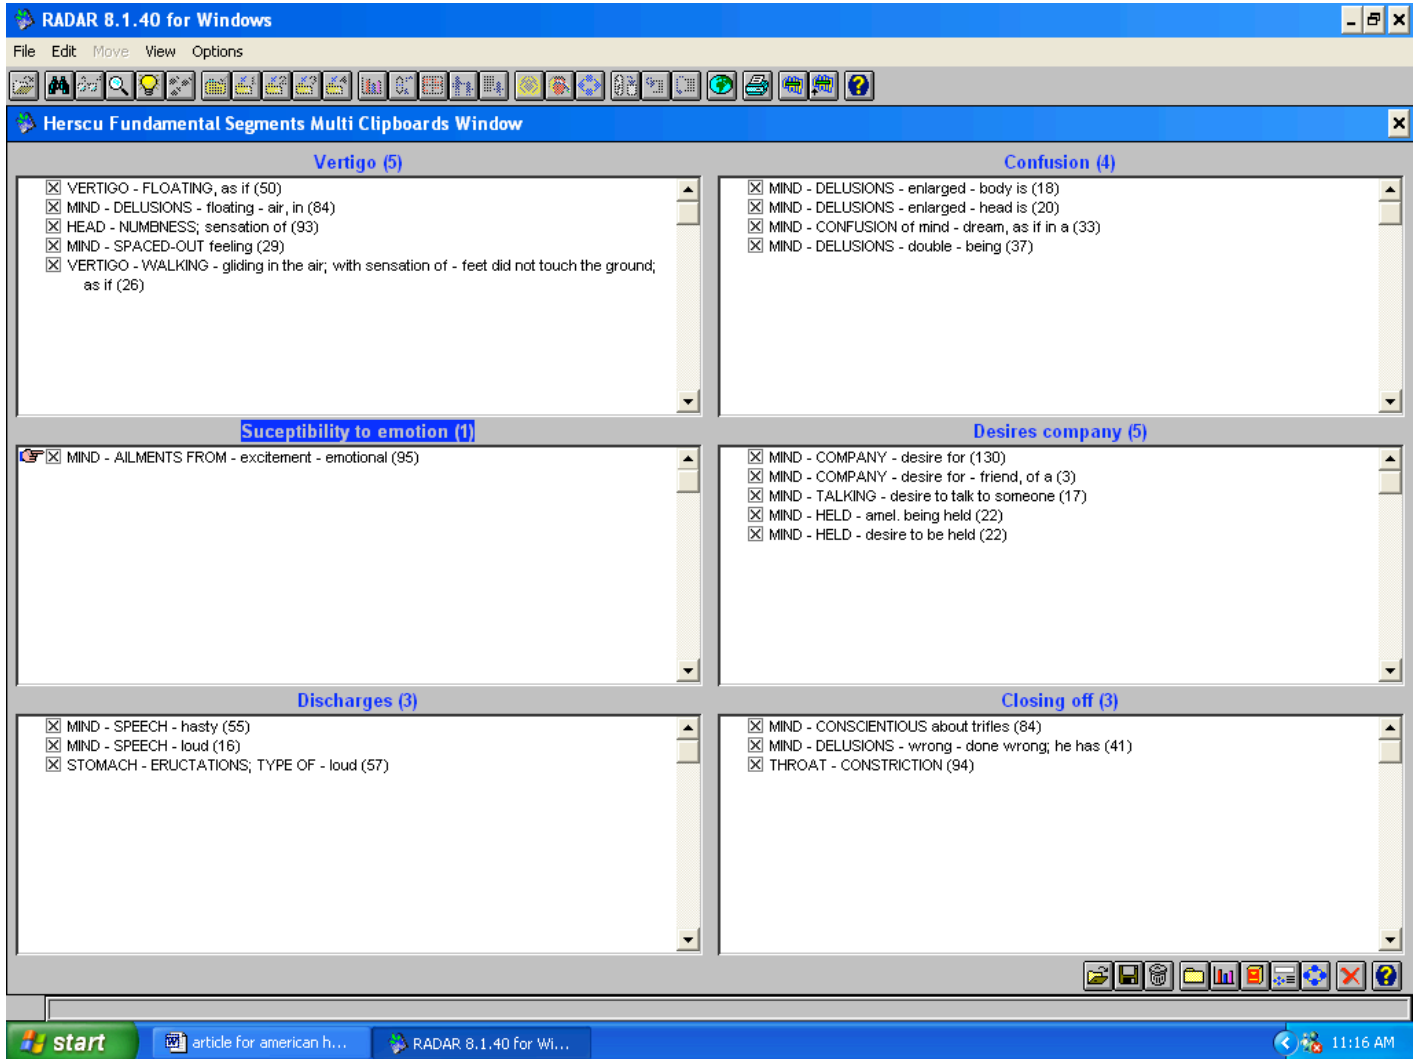 RADAR 8.1.40 for Windows
File Edit Move View Options
Herscu Fundamental Segments Multi Clipboards Window
Vertigo (5)
VERTIGO - FLOATING, as if (50)
MIND - DELUSIONS - floating - air, in (84)
HEAD - NUMBNESS; sensation of (93)
MIND - SPACED-OUT feeling (29)
VERTIGO - WALKING - gliding in the air; with sensation of - feet did not touch the ground;
as if (26)
Confusion (4)
MIND - DELUSIONS - enlarged - body is (18)
MIND - DELUSIONS - enlarged - head is (20)
MIND - CONFUSION of mind - dream, as if in a (33)
MIND - DELUSIONS - double - being (37)
Suceptibility to emotion (1)
MIND - AILMENTS FROM - excitement - emotional (95)
Desires company (5)
MIND - COMPANY - desire for (130)
MIND - COMPANY - desire for - friend, of a (3)
MIND - TALKING - desire to talk to someone (17)
MIND - HELD - amel. being held (22)
MIND - HELD - desire to be held (22)
Discharges (3)
MIND - SPEECH - hasty (55)
MIND - SPEECH - loud (16)
STOMACH - ERUCTATIONS; TYPE OF - loud (57)
Closing off (3)
MIND - CONSCIENTIOUS about trifles (84)
MIND - DELUSIONS - wrong - done wrong; he has (41)
THROAT - CONSTRICTION (94)
start article for american h... RADAR 8.1.40 for Wi... 11:16 AM